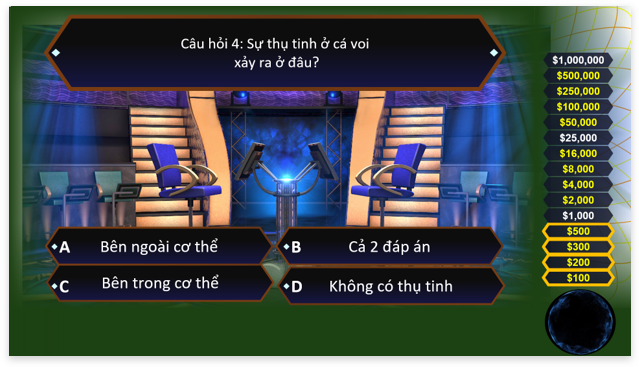 Câu hỏi 4: Sự thụ tinh ở cá voi
xảy ra ở đâu?
$1,000,000
$500,000
$250,000
$100,000
$50,000
$25,000
$16,000
$8,000
$4,000
$2,000
$1,000
$500
$300
$200
$100
A Bên ngoài cơ thể
B Cả 2 đáp án
C Bên trong cơ thể
D Không có thụ tinh